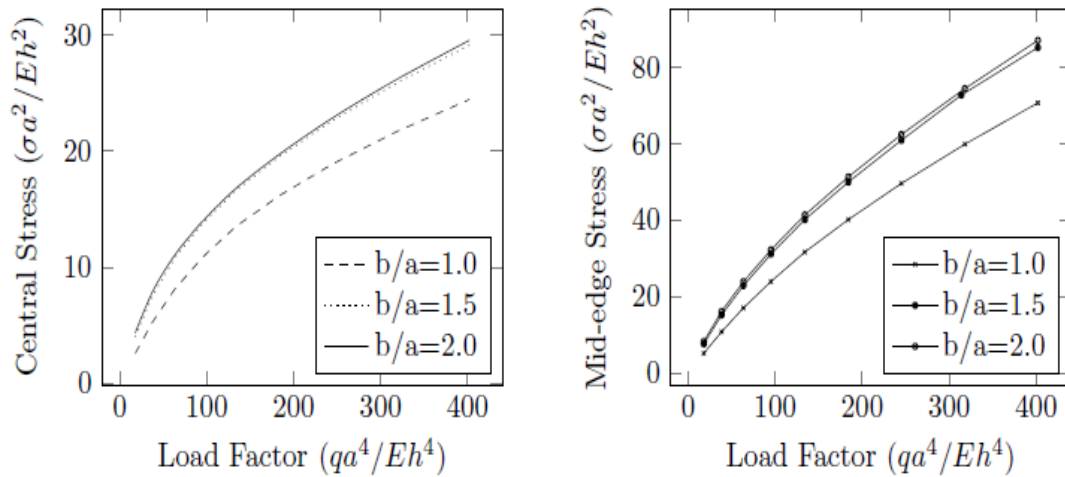 Central Stress (σa²/Eh²)
30
20
10
0
0 100 200 300 400
Load Factor (qa⁴/Eh⁴)
b/a=1.0
b/a=1.5
b/a=2.0
Mid-edge Stress (σa²/Eh²)
80
60
40
20
0
0 100 200 300 400
Load Factor (qa⁴/Eh⁴)
b/a=1.0
b/a=1.5
b/a=2.0